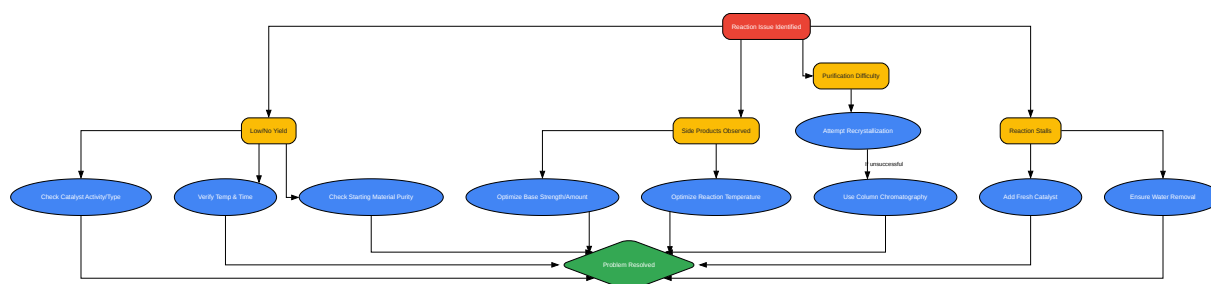 Reaction Issue Identified
Purification Difficulty
Low/No Yield
Side Products Observed
Attempt Recrystallization
Reaction Stalls
If unsuccessful
Check Catalyst Activity/Type
Verify Temp & Time
Check Starting Material Purity
Optimize Base Strength/Amount
Optimize Reaction Temperature
Use Column Chromatography
Add Fresh Catalyst
Ensure Water Removal
Problem Resolved